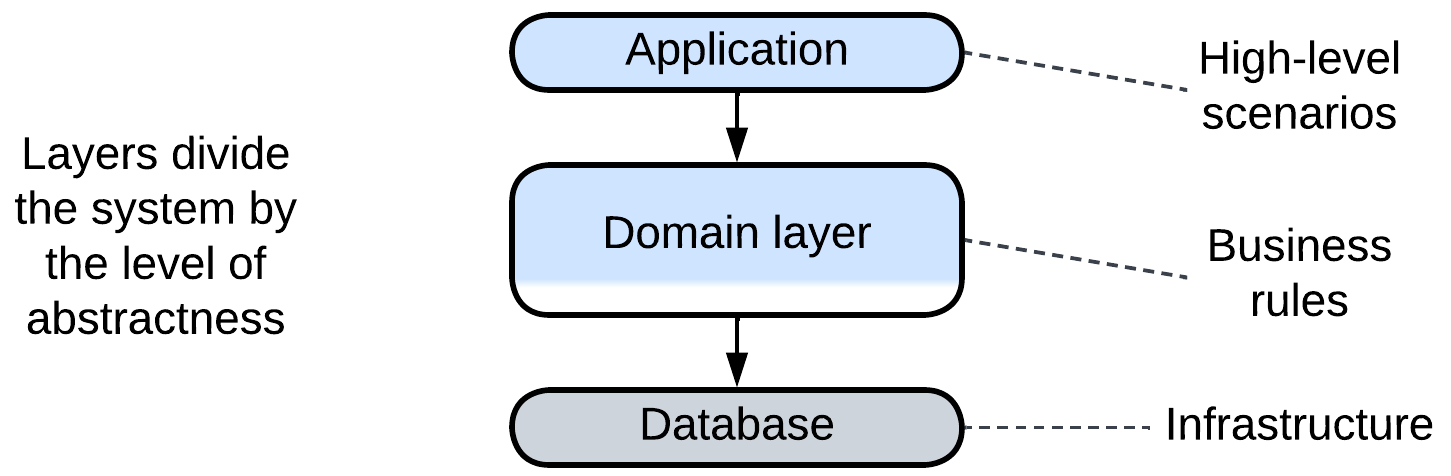 Layers divide
the system by
the level of
abstractness
Application
High-level
scenarios
Domain layer
Business
rules
Database
Infrastructure